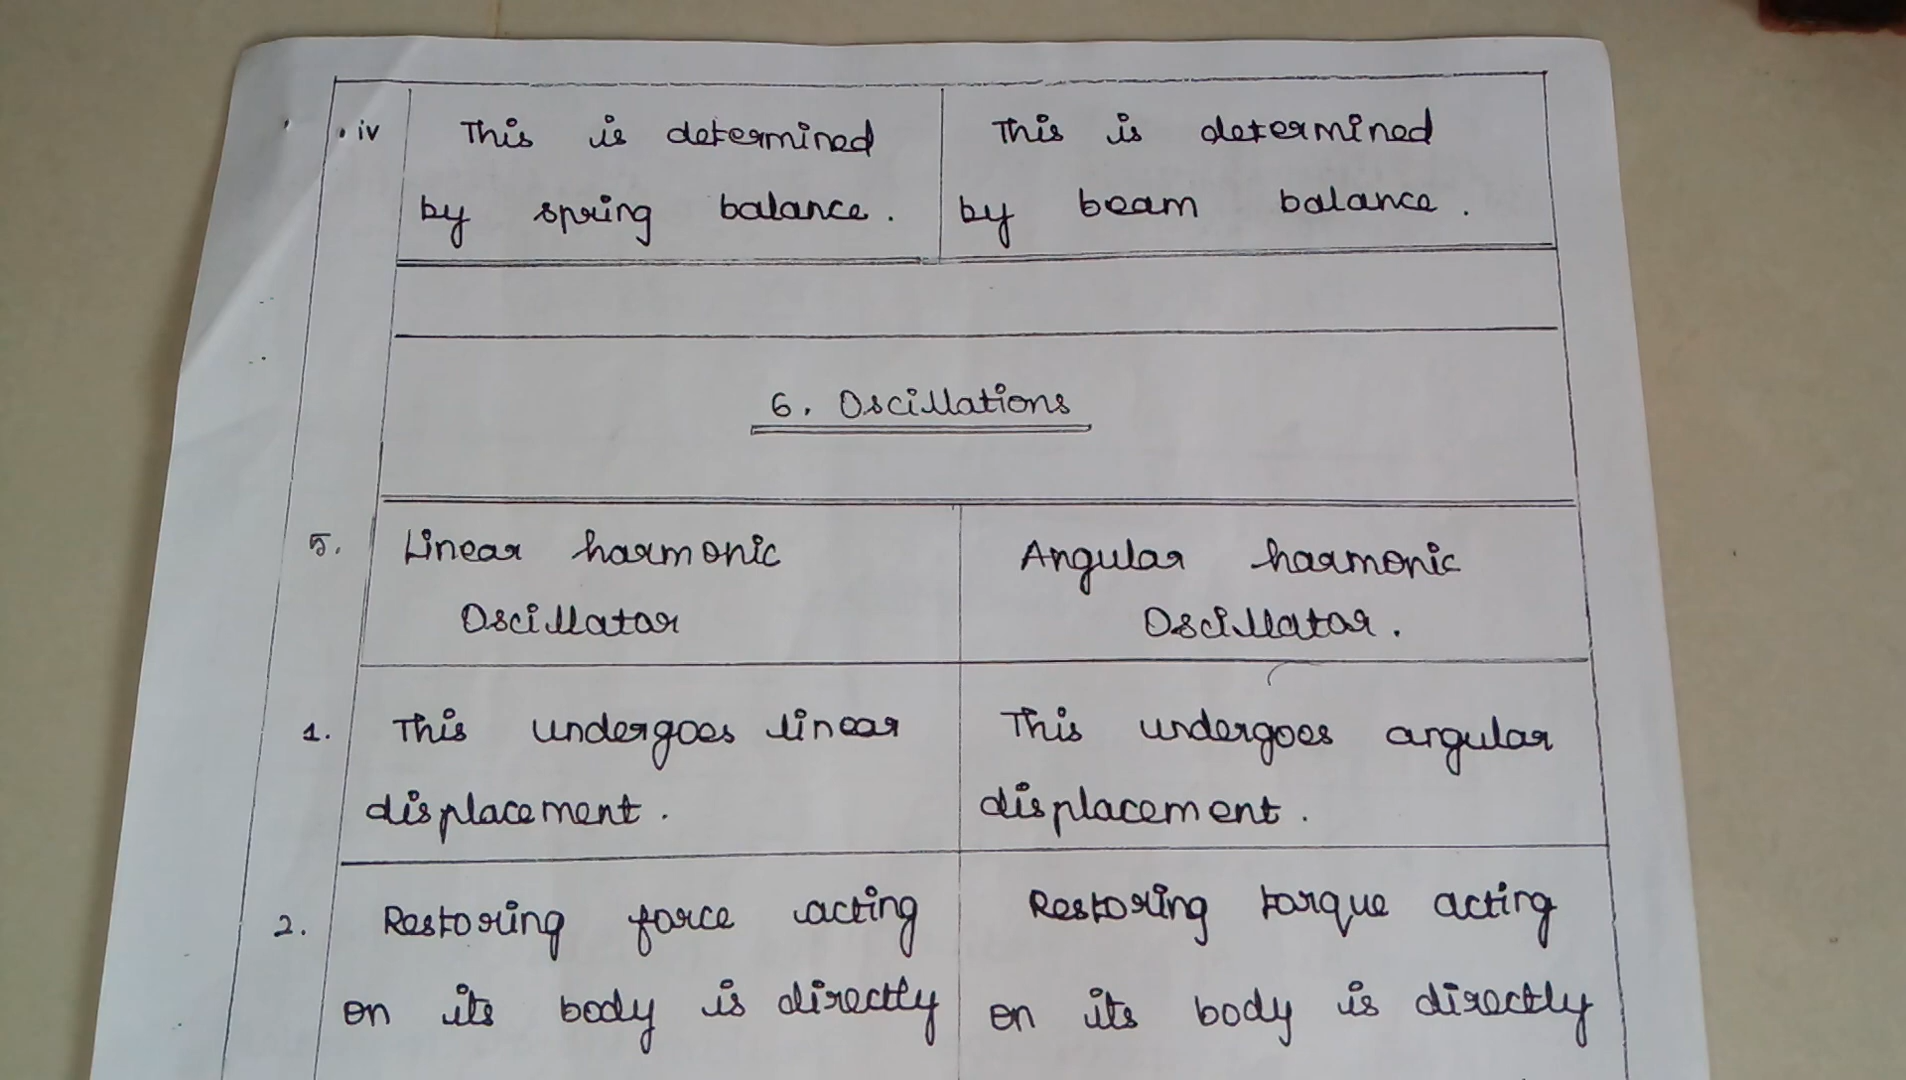 . iv This is determined This is determined
by spring balance. by beam balance.
6. Oscillations
5. Linear harmonic Angular harmonic
Oscillator Oscillator.
1. This undergoes linear This undergoes angular
displacement. displacement.
2. Restoring force acting Restoring torque acting
on its body is directly on its body is directly